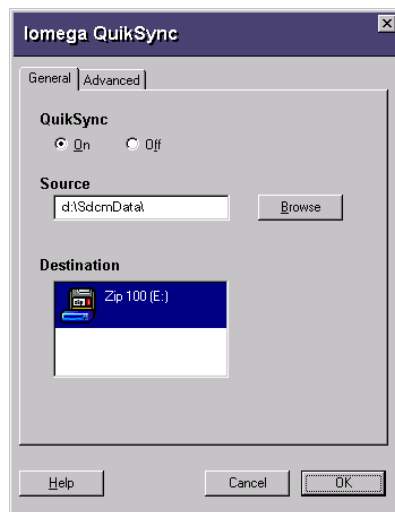 Iomega QuikSync
General Advanced
QuikSync
On Off
Source
d:\SdcmData\ Browse
Destination
Zip 100 (E:)
Help Cancel OK